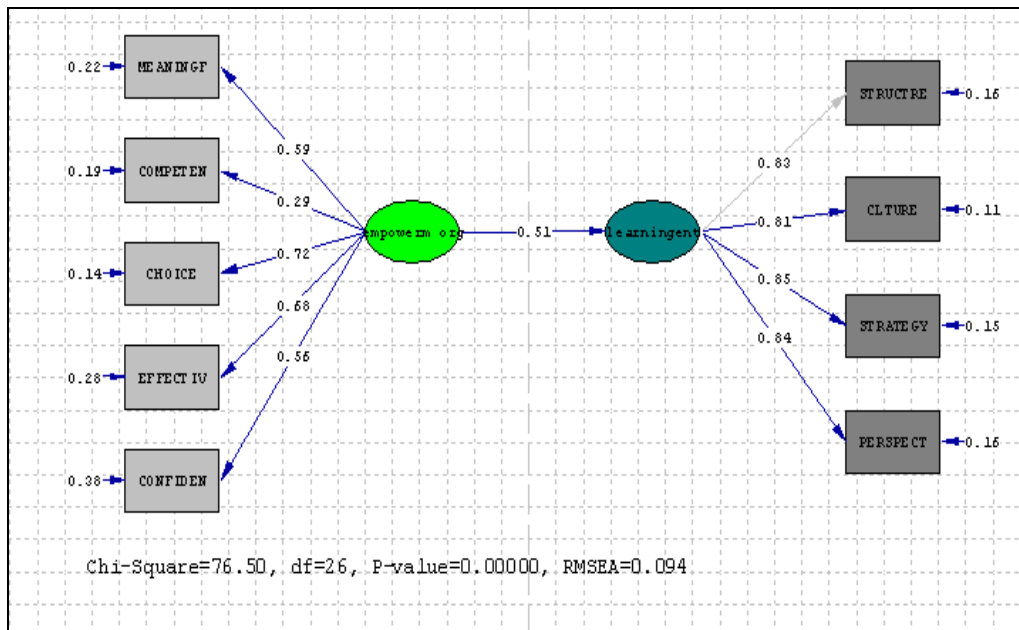 0.22 MEANINGF
0.19 COMPETEN
0.14 CHOICE
0.28 EFFECTIV
0.38 CONFIDEN
0.59
0.29
0.72
0.68
0.56
empowerm org
0.51
learningent
0.83
0.81
0.85
0.84
STRUCTRE 0.16
CLTURE 0.11
STRATEGY 0.15
PERSPECT 0.16
Chi-Square=76.50, df=26, P-value=0.00000, RMSEA=0.094